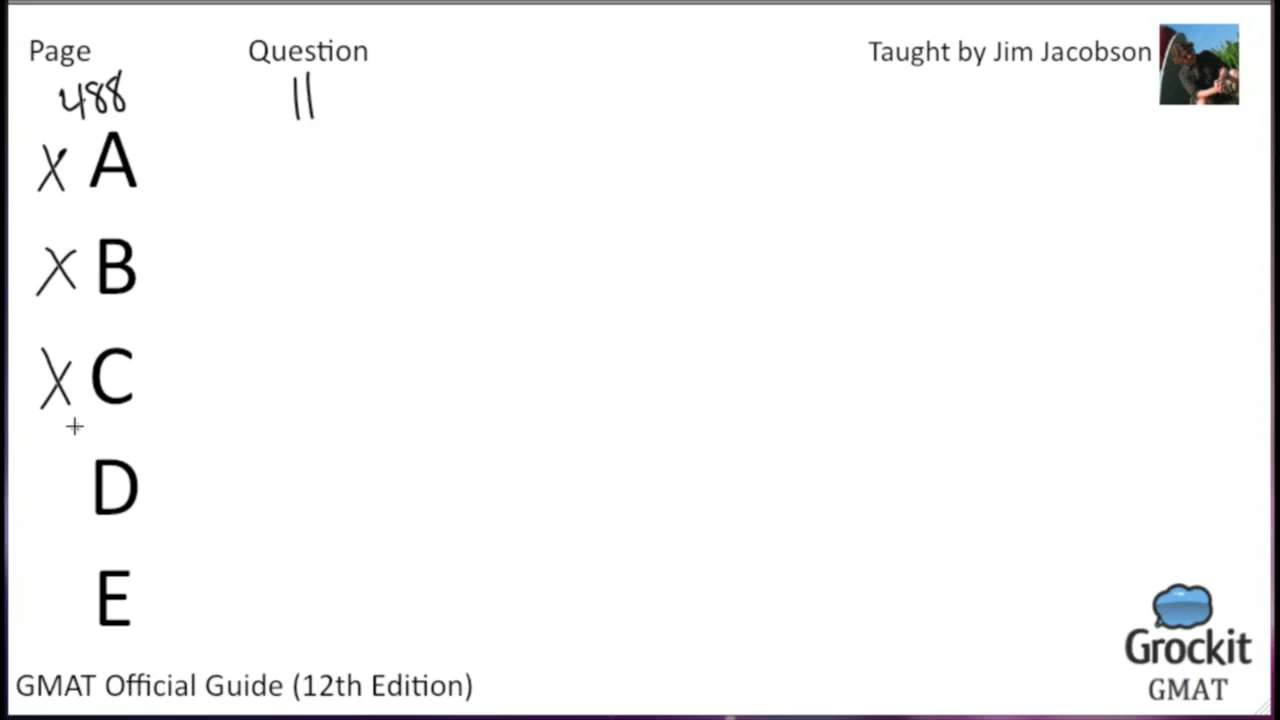 Page Question Taught by Jim Jacobson
488 11
X A
X B
X C
D
E
Grockit
GMAT
GMAT Official Guide (12th Edition)